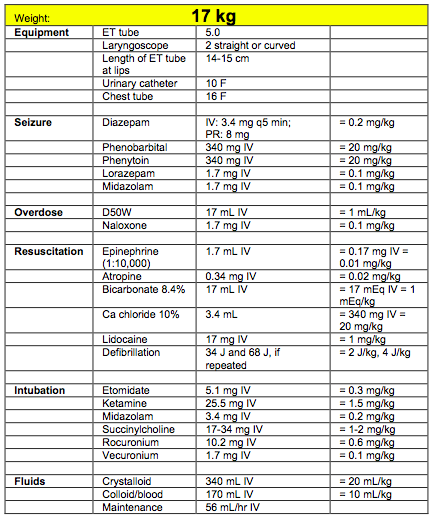 Weight: 17 kg
Equipment ET tube 5.0
Laryngoscope 2 straight or curved
Length of ET tube 14-15 cm
at lips
Urinary catheter 10 F
Chest tube 16 F
Seizure Diazepam IV: 3.4 mg q5 min; = 0.2 mg/kg
PR: 8 mg
Phenobarbital 340 mg IV = 20 mg/kg
Phenytoin 340 mg IV = 20 mg/kg
Lorazepam 1.7 mg IV = 0.1 mg/kg
Midazolam 1.7 mg IV = 0.1 mg/kg
Overdose D50W 17 mL IV = 1 mL/kg
Naloxone 1.7 mg IV = 0.1 mg/kg
Resuscitation Epinephrine 1.7 mL IV = 0.17 mg IV =
(1:10,000) 0.01 mg/kg
Atropine 0.34 mg IV = 0.02 mg/kg
Bicarbonate 8.4% 17 mL IV = 17 mEq IV = 1
mEq/kg
Ca chloride 10% 3.4 mL = 340 mg IV =
20 mg/kg
Lidocaine 17 mg IV = 1 mg/kg
Defibrillation 34 J and 68 J, if = 2 J/kg, 4 J/kg
repeated
Intubation Etomidate 5.1 mg IV = 0.3 mg/kg
Ketamine 25.5 mg IV = 1.5 mg/kg
Midazolam 3.4 mg IV = 0.2 mg/kg
Succinylcholine 17-34 mg IV = 1-2 mg/kg
Rocuronium 10.2 mg IV = 0.6 mg/kg
Vecuronium 1.7 mg IV = 0.1 mg/kg
Fluids Crystalloid 340 mL IV = 20 mL/kg
Colloid/blood 170 mL IV = 10 mL/kg
Maintenance 56 mL/hr IV